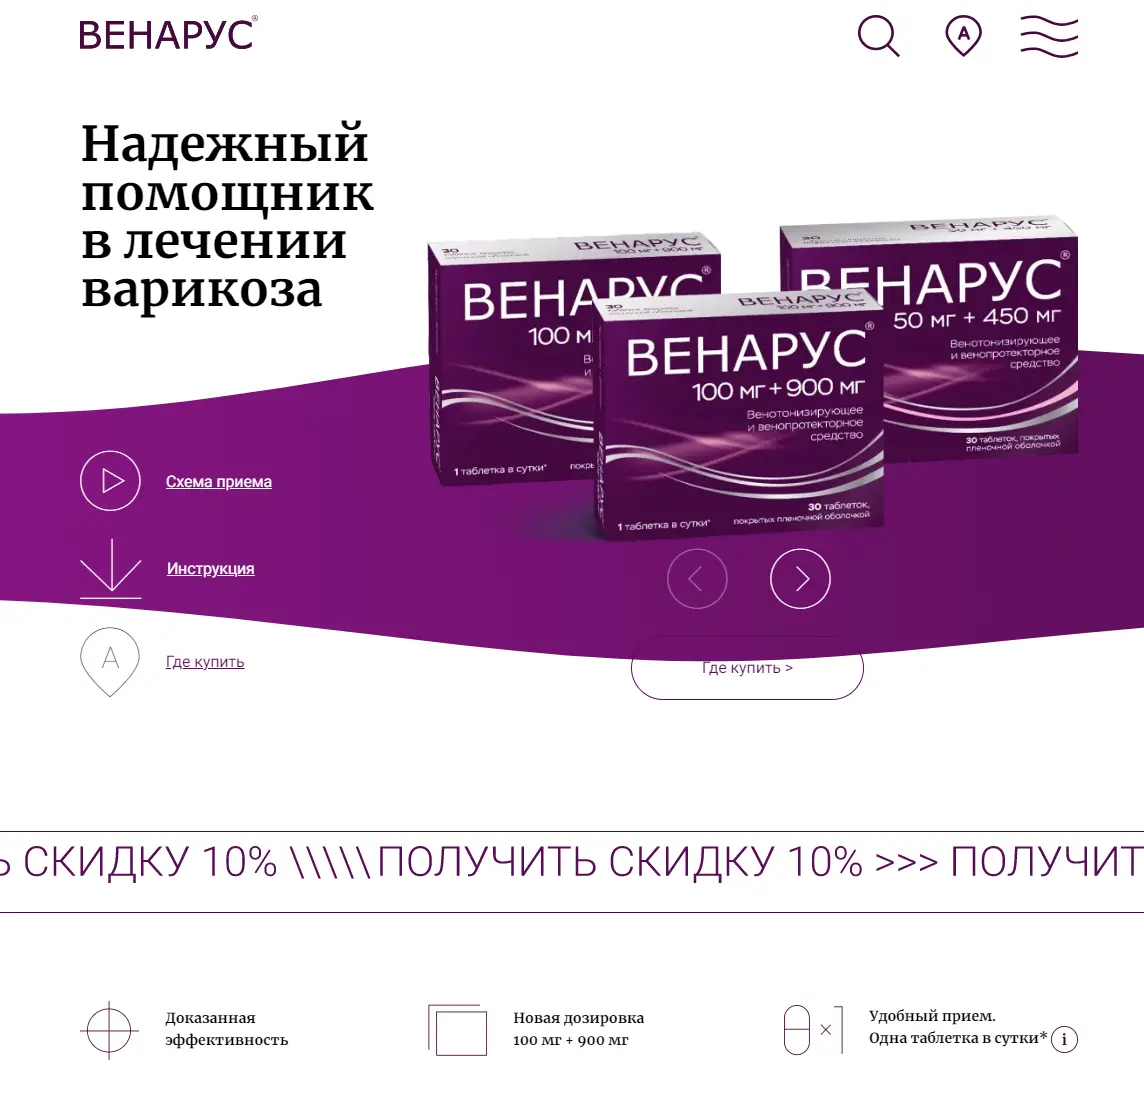 ВЕНАРУС®
A
Надежный
помощник
в лечении
варикоза
30
ВЕНАРУС
100 мг + 900 мг
ВЕНАРУС®
100 мг
1 таблетка в сутки*
30
ВЕНАРУС
50 мг + 450 мг
ВЕНАРУС®
50 мг + 450 мг
Венотонизирующее
и венопротекторное
средство
30 таблеток, покрытых
пленочной оболочкой
30
ВЕНАРУС
100 мг + 900 мг
ВЕНАРУС®
100 мг + 900 мг
Венотонизирующее
и венопротекторное
средство
1 таблетка в сутки*
30 таблеток,
покрытых пленочной оболочкой
Схема приема
Инструкция
A
Где купить
Где купить >
Ь СКИДКУ 10% \\\\\ ПОЛУЧИТЬ СКИДКУ 10% >>> ПОЛУЧИТ
Доказанная
эффективность
Новая дозировка
100 мг + 900 мг
Удобный прием.
Одна таблетка в сутки* i